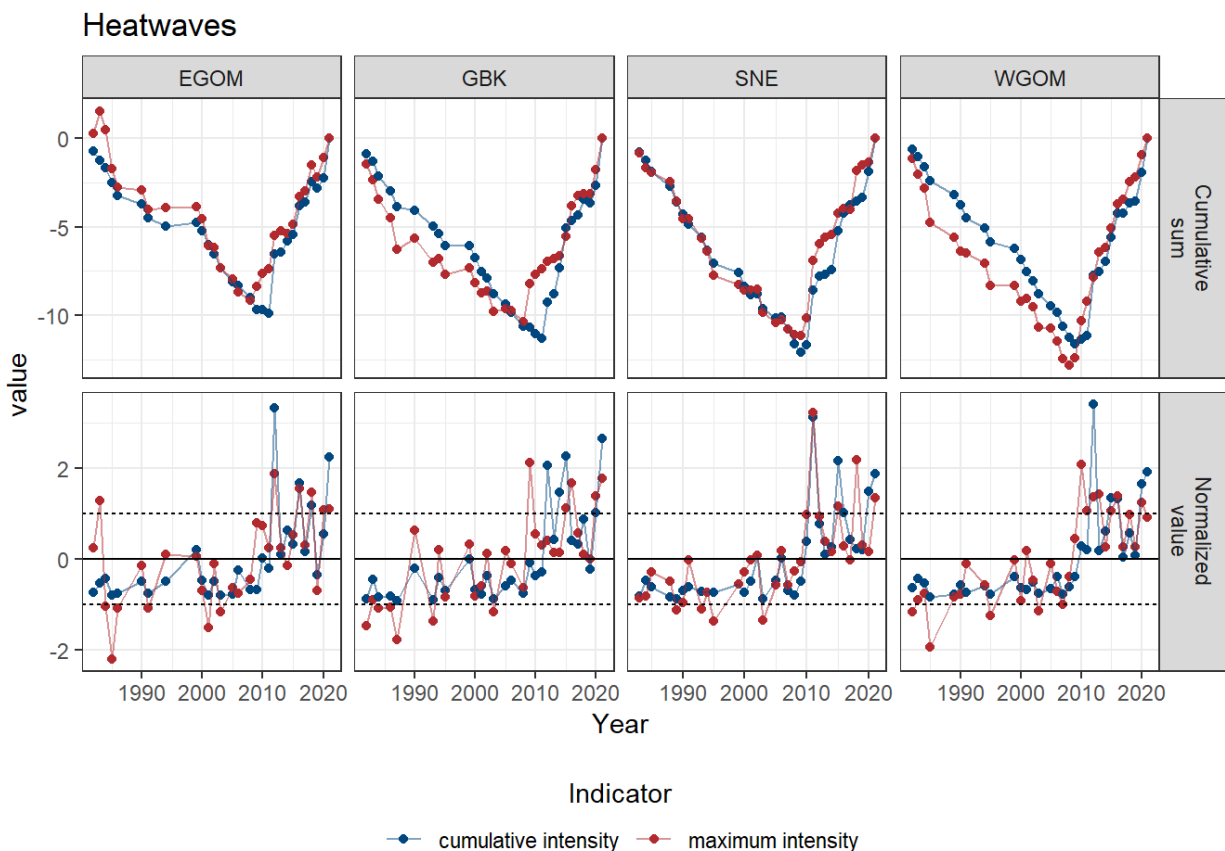 Heatwaves
EGOM GBK SNE WGOM
0
-5
-10
Cumulative
sum
value
2
0
-2
Normalized
value
1990 2000 2010 2020 1990 2000 2010 2020 1990 2000 2010 2020 1990 2000 2010 2020
Year
Indicator
cumulative intensity maximum intensity